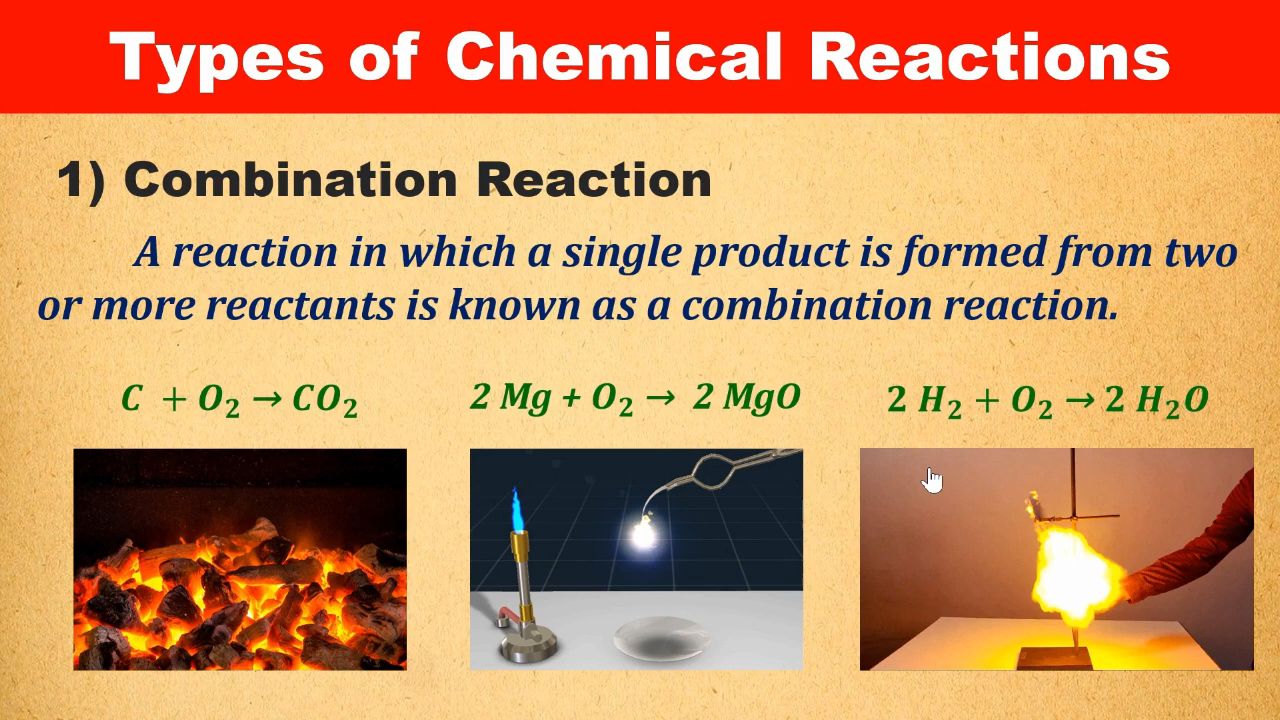 Types of Chemical Reactions
1) Combination Reaction
A reaction in which a single product is formed from two
or more reactants is known as a combination reaction.
C + O₂ → CO₂
2 Mg + O₂ → 2 MgO
2 H₂ + O₂ → 2 H₂O